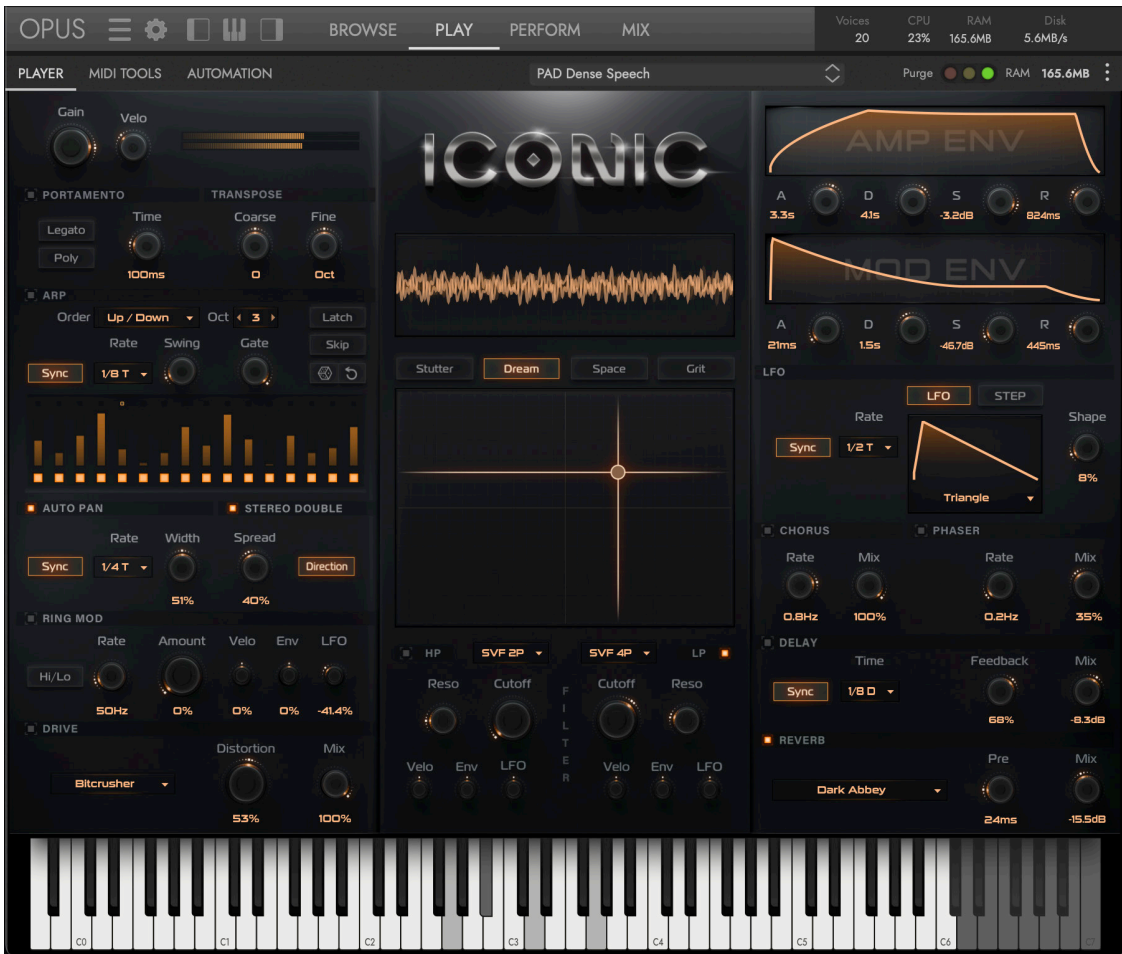 OPUS BROWSE PLAY PERFORM MIX
Voices CPU RAM Disk
20 23% 165.6MB 5.6MB/s
PLAYER MIDI TOOLS AUTOMATION PAD Dense Speech Purge RAM 165.6MB
Gain Velo
PORTAMENTO TRANSPOSE
Time Coarse Fine
Legato
Poly
100ms 0 0ct
ARP
Order Up / Down Oct 3 Latch
Rate Swing Gate Skip
Sync 1/8 T
AUTO PAN STEREO DOUBLE
Rate Width Spread
Sync 1/4 T Direction
51% 40%
RING MOD
Rate Amount Velo Env LFO
Hi/Lo
50Hz 0% 0% 0% -41.4%
DRIVE
Distortion Mix
Bitcrusher
53% 100%
ICONIC
Stutter Dream Space Grit
HP SVF 2P SVF 4P LP
Reso Cutoff Cutoff Reso
FILTER
Velo Env LFO Velo Env LFO
AMP ENV
A D S R
3.3s 4.1s -3.2dB 824ms
MOD ENV
A D S R
21ms 1.5s -46.7dB 445ms
LFO
LFO STEP
Rate Shape
Sync 1/2 T
8%
Triangle
CHORUS PHASER
Rate Mix Rate Mix
0.8Hz 100% 0.2Hz 35%
DELAY
Time Feedback Mix
Sync 1/8 D
68% -8.3dB
REVERB
Pre Mix
Dark Abbey
24ms -15.5dB
C0 C1 C2 C3 C4 C5 C6 C7